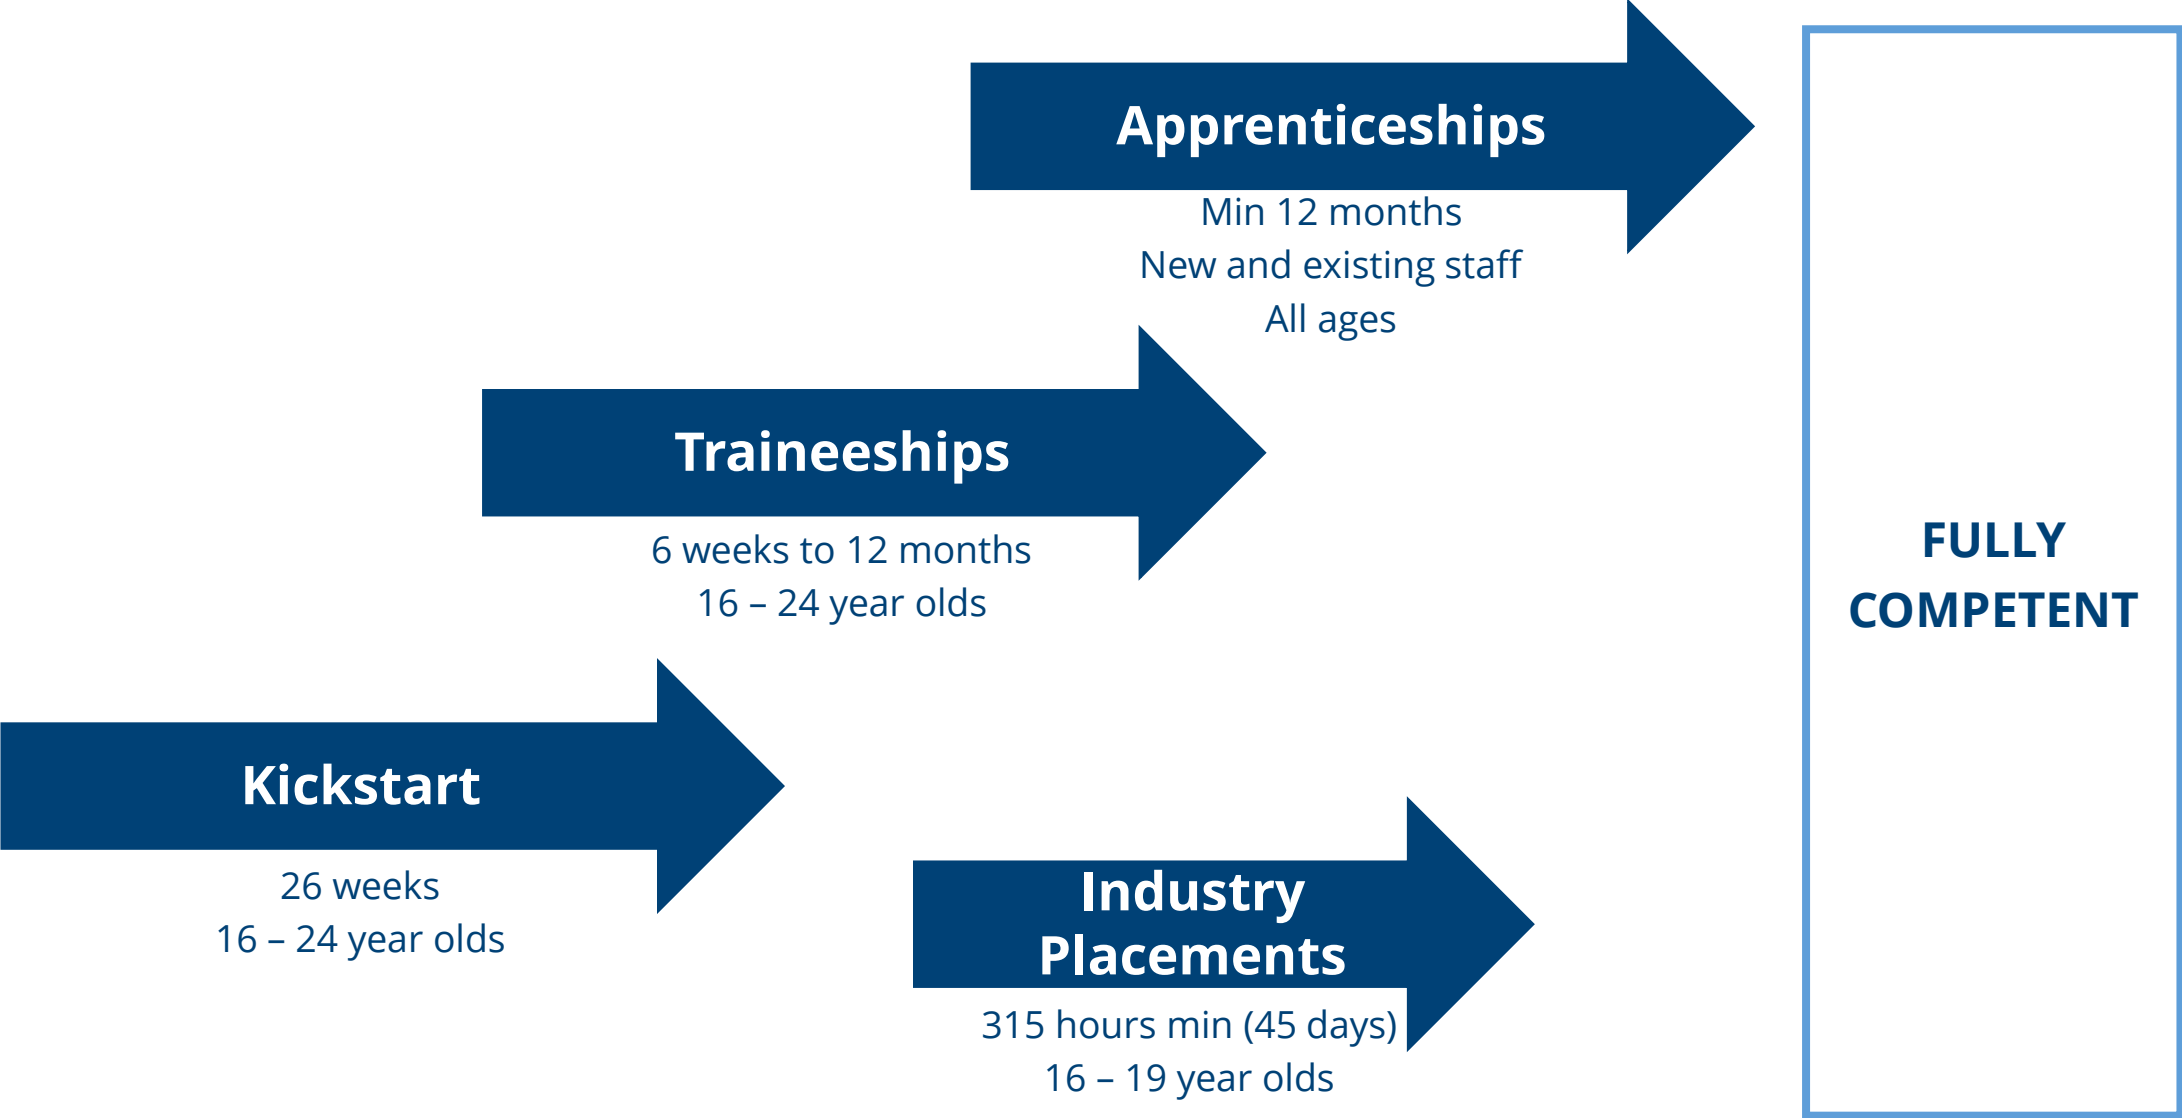 Apprenticeships
Min 12 months
New and existing staff
All ages
Traineeships
6 weeks to 12 months
16 – 24 year olds
Kickstart
26 weeks
16 – 24 year olds
Industry
Placements
315 hours min (45 days)
16 – 19 year olds
FULLY
COMPETENT